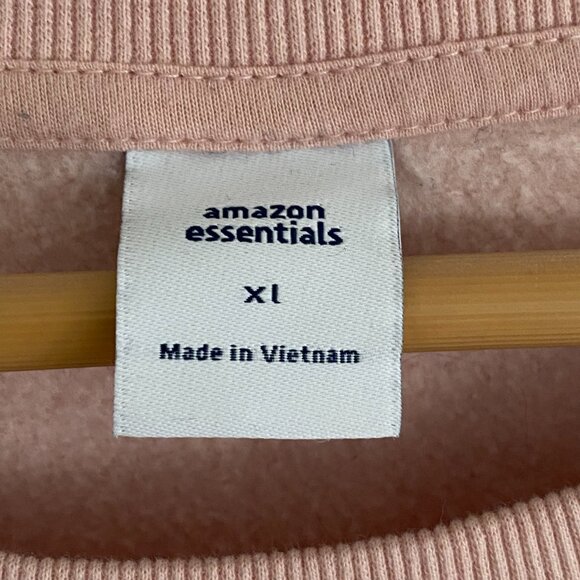 amazon
essentials
xl
Made in Vietnam